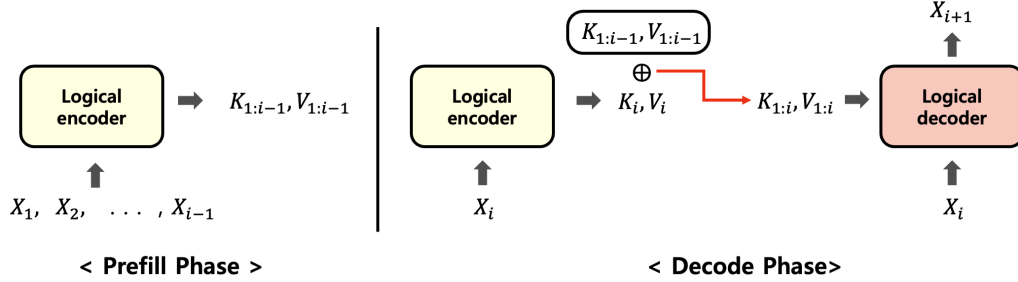 Logical
encoder
K_{1:i-1}, V_{1:i-1}
X_1, X_2, . . . , X_{i-1}
< Prefill Phase >
K_{1:i-1}, V_{1:i-1}
⊕
Logical
encoder
K_i, V_i
K_{1:i}, V_{1:i}
X_{i+1}
Logical
decoder
X_i
X_i
< Decode Phase>